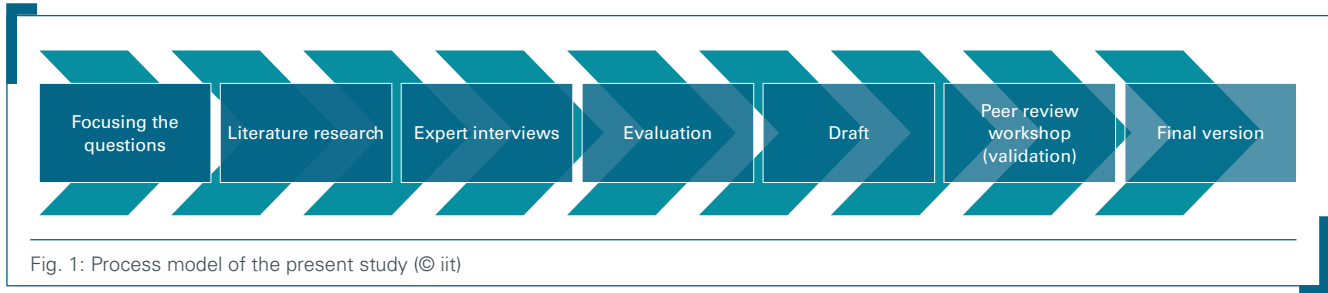 Focusing the
questions
Literature research
Expert interviews
Evaluation
Draft
Peer review
workshop
(validation)
Final version
Fig. 1: Process model of the present study (© iit)